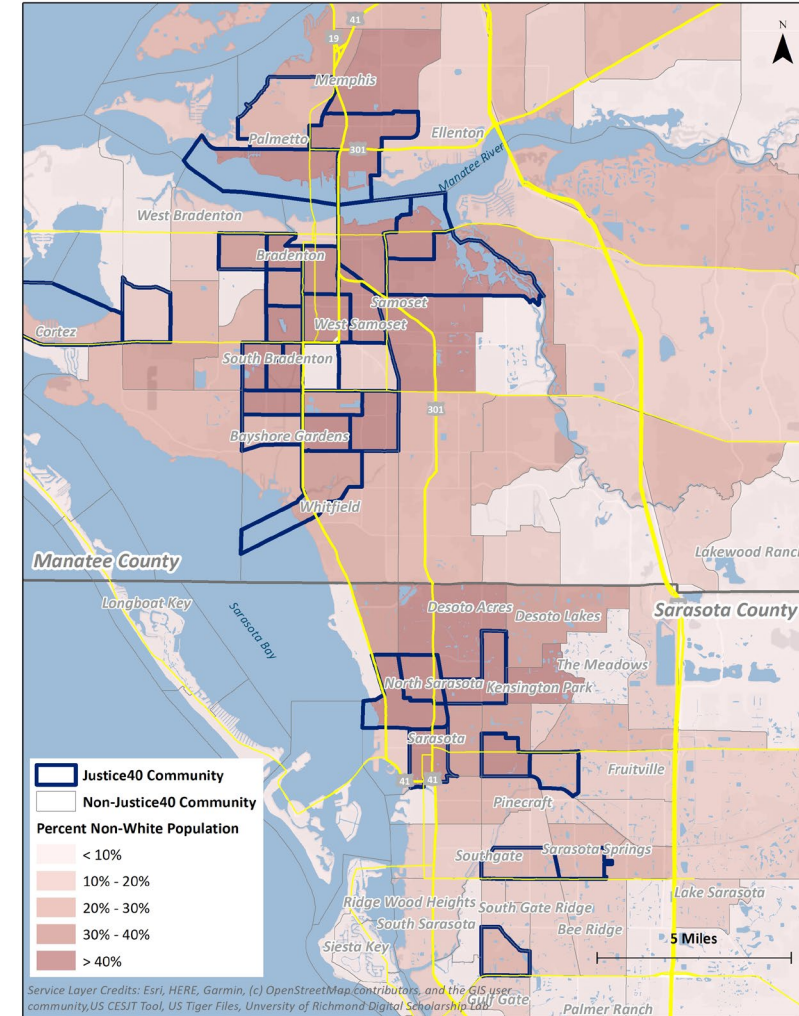 41
N
19
Memphis
Palmetto
Ellenton
301
Manatee River
West Bradenton
Bradenton
Samoset
Cortez
West Samoset
South Bradenton
301
Bayshore Gardens
Whitfield
Lakewood Ranc
Manatee County
Longboat Key
Sarasota Bay
Desoto Acres
Desoto Lakes
Sarasota County
The Meadows
North Sarasota
Kensington Park
Sarasota
41
41
Fruitville
Pinecraft
Southgate
Sarasota Springs
Lake Sarasota
Ridge Wood Heights
South Gate Ridge
South Sarasota
Bee Ridge
Siesta Key
5 Miles
Gulf Gate
Palmer Ranch
Justice40 Community
Non-Justice40 Community
Percent Non-White Population
< 10%
10% - 20%
20% - 30%
30% - 40%
> 40%
Service Layer Credits: Esri, HERE, Garmin, (c) OpenStreetMap contributors, and the GIS user
community,US CESJT Tool, US Tiger Files, Unversity of Richmond Digital Scholarship Lab